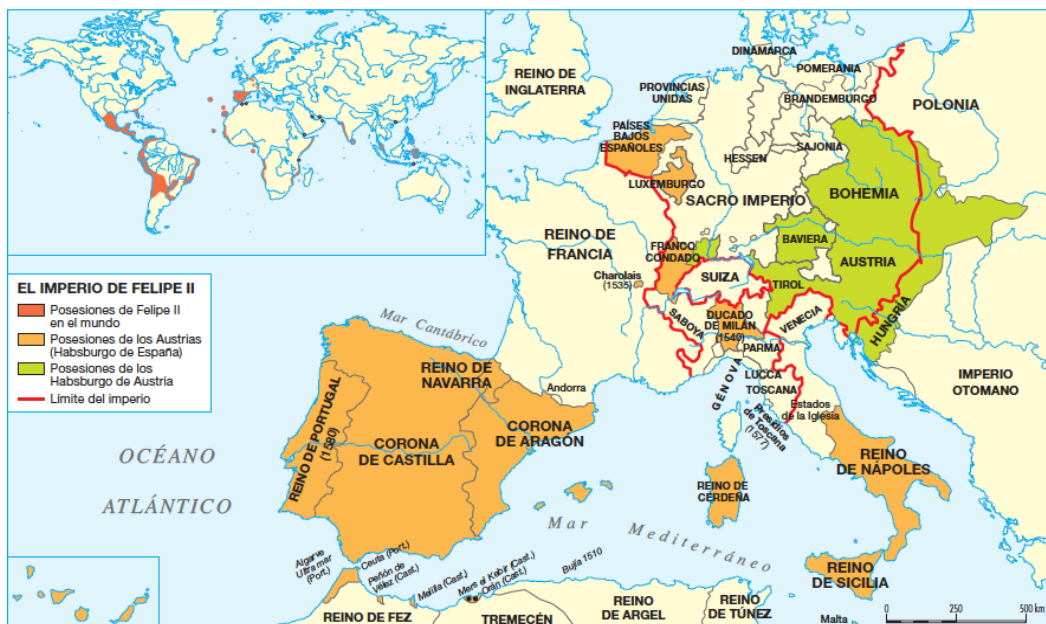 EL IMPERIO DE FELIPE II
Posesiones de Felipe II
en el mundo
Posesiones de los Austrias
(Habsburgo de España)
Posesiones de los
Habsburgo de Austria
Límite del imperio
REINO DE
INGLATERRA
DINAMARCA
POMERANIA
PROVINCIAS
UNIDAS
BRANDEMBURGO
POLONIA
PAÍSES
BAJOS
ESPAÑOLES
SAJONIA
HESSEN
LUXEMBURGO
SACRO IMPERIO
BOHEMIA
REINO DE
FRANCIA
BAVIERA
FRANCO
CONDADO
AUSTRIA
Charolais
(1535)
SUIZA
TIROL
HUNGRÍA
SABOYA
DUCADO
DE MILÁN
(1540)
VENECIA
Mar Cantábrico
PARMA
GÉNOVA
LUCCA
TOSCANA
IMPERIO
OTOMANO
REINO DE
NAVARRA
Andorra
Estados
de la Iglesia
Presidios
de Toscana
(1577)
REINO DE PORTUGAL
(1580)
CORONA
DE CASTILLA
CORONA
DE ARAGÓN
REINO
DE NÁPOLES
OCÉANO
ATLÁNTICO
REINO DE
CERDEÑA
Mar Mediterráneo
Algarve
Ultramar
(Port.)
Ceuta (Port.)
Peñón de
Vélez (Cast.)
Melilla (Cast.)
Mers el Kebir (Cast.)
Orán (Cast.)
Bujía 1510
REINO
DE SICILIA
REINO DE FEZ
TREMECÉN
REINO
DE ARGEL
REINO
DE TÚNEZ
Malta
0 250 500 km